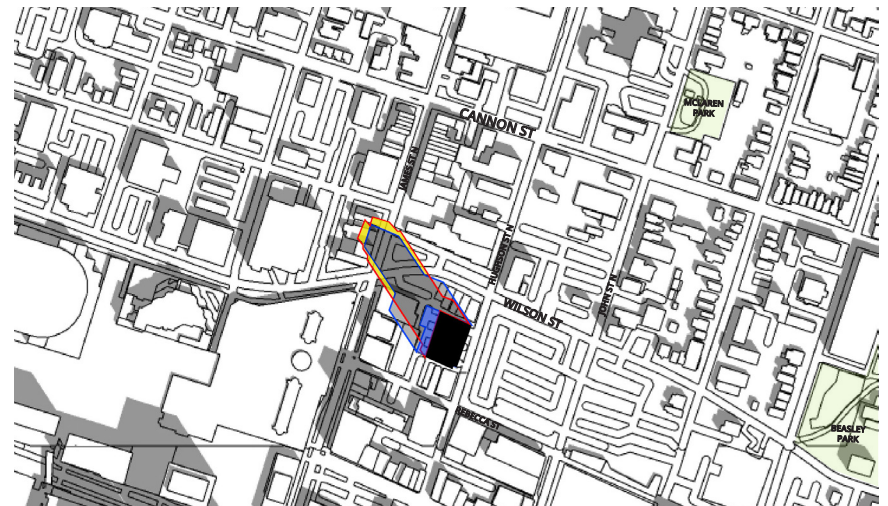 MCLAREN
PARK
CANNON ST
JAMES ST N
HUGHSON ST N
JOHN ST N
WILSON ST
REBECCA ST
BEASLEY
PARK